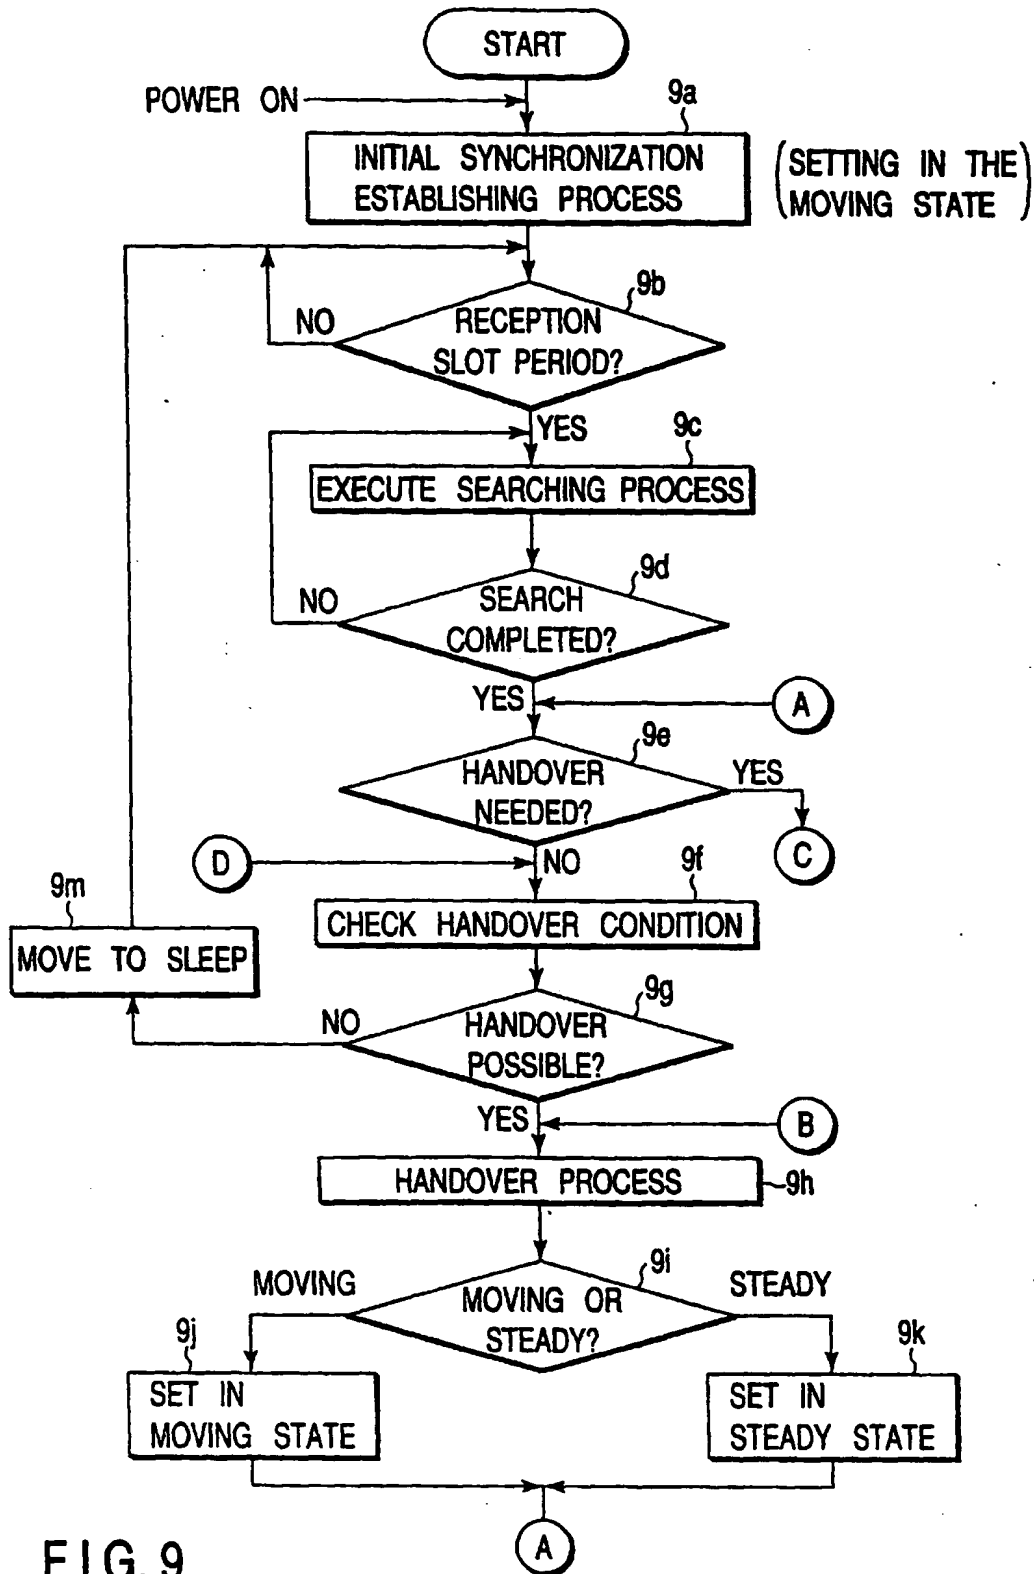 START
POWER ON
9a
INITIAL SYNCHRONIZATION
ESTABLISHING PROCESS
(SETTING IN THE
MOVING STATE)
9b
RECEPTION
SLOT PERIOD?
NO
YES
9c
EXECUTE SEARCHING PROCESS
9d
SEARCH
COMPLETED?
NO
YES
A
9e
HANDOVER
NEEDED?
YES
C
D
NO
9f
CHECK HANDOVER CONDITION
9m
MOVE TO SLEEP
9g
HANDOVER
POSSIBLE?
NO
YES
B
HANDOVER PROCESS
9h
9i
MOVING OR
STEADY?
MOVING
STEADY
9j
SET IN
MOVING STATE
9k
SET IN
STEADY STATE
A
FIG. 9